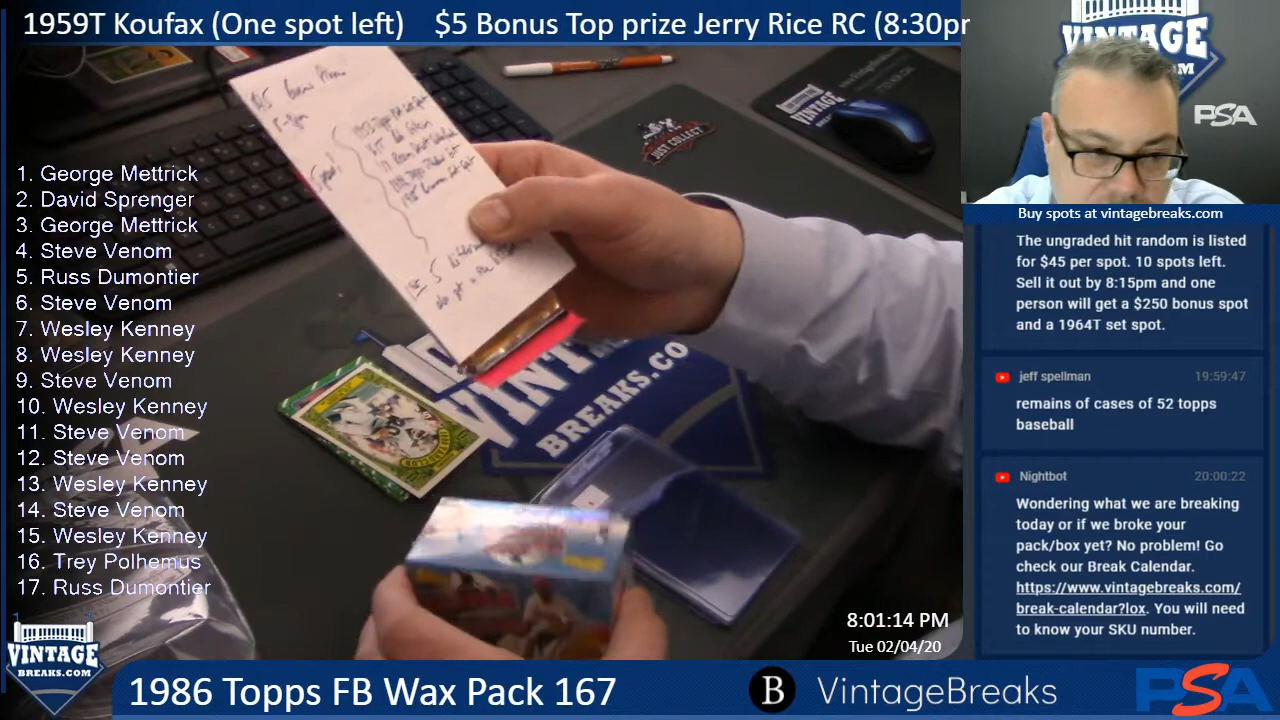 1959T Koufax (One spot left) $5 Bonus Top prize Jerry Rice RC (8:30pr
VINTAGE
PSA
JUST COLLECT
VINTAGE
1. George Mettrick
2. David Sprenger
3. George Mettrick
4. Steve Venom
5. Russ Dumontier
6. Steve Venom
7. Wesley Kenney
8. Wesley Kenney
9. Steve Venom
10. Wesley Kenney
11. Steve Venom
12. Steve Venom
13. Wesley Kenney
14. Steve Venom
15. Wesley Kenney
16. Trey Polhemus
17. Russ Dumontier
BREAKS.CO
Buy spots at vintagebreaks.com
The ungraded hit random is listed
for $45 per spot. 10 spots left.
Sell it out by 8:15pm and one
person will get a $250 bonus spot
and a 1964T set spot.
jeff spellman 19:59:47
remains of cases of 52 topps
baseball
Nightbot 20:00:22
Wondering what we are breaking
today or if we broke your
pack/box yet? No problem! Go
check our Break Calendar.
https://www.vintagebreaks.com/
break-calendar?lox. You will need
to know your SKU number.
8:01:14 PM
Tue 02/04/20
VINTAGE
BREAKS.COM
1986 Topps FB Wax Pack 167
B VintageBreaks
PSA